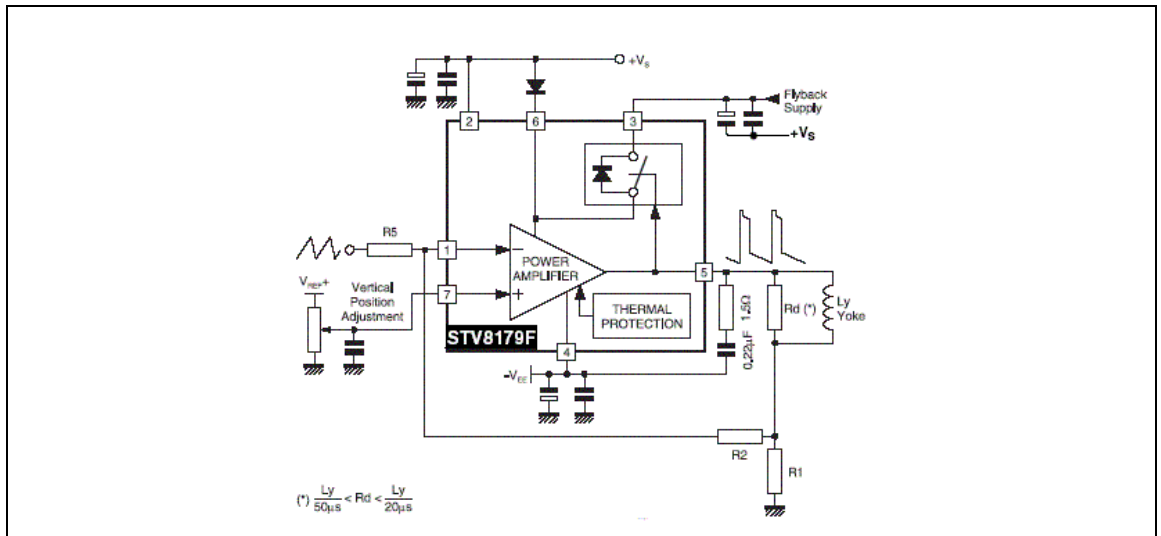 +VS
Flyback
Supply
+VS
2
6
3
R5
1
POWER
AMPLIFIER
5
VREF+
Vertical
Position
Adjustment
7
THERMAL
PROTECTION
1.5Ω
0.22µF
Rd (*)
Ly
Yoke
STV8179F
4
-VEE
R2
R1
(*) Ly/50µs < Rd < Ly/20µs